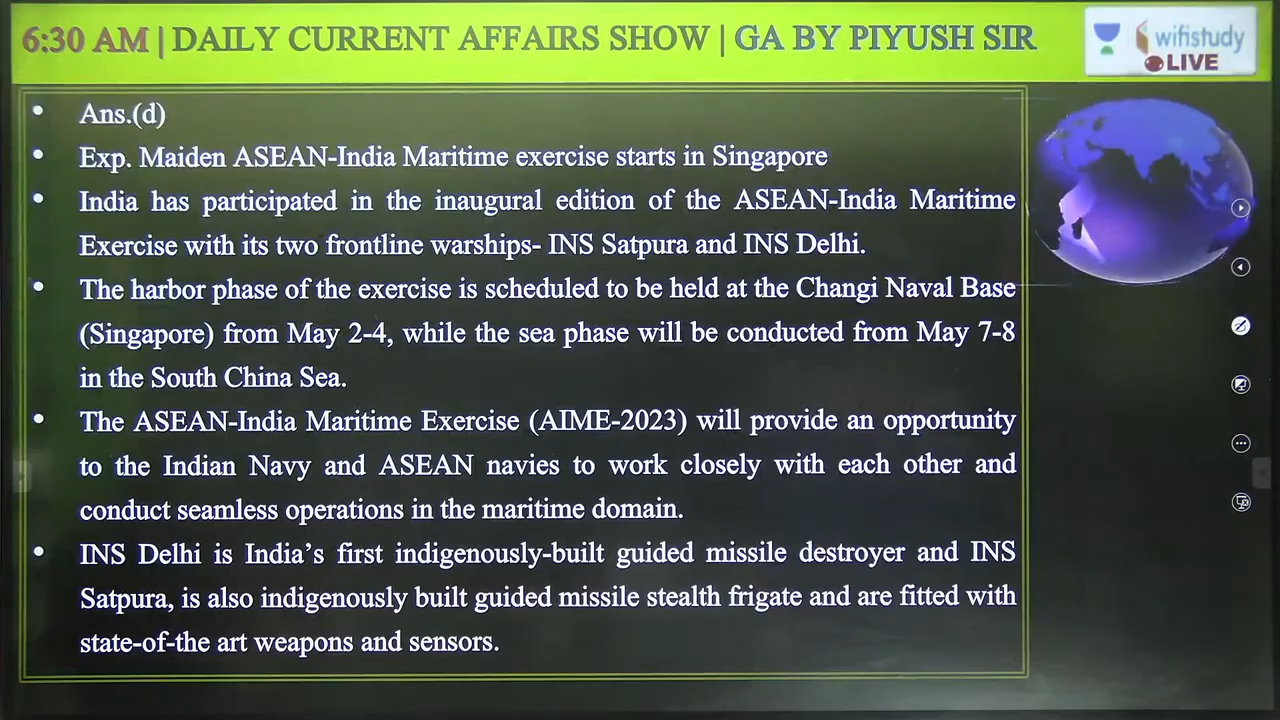 6:30 AM | DAILY CURRENT AFFAIRS SHOW | GA BY PIYUSH SIR
wifistudy
LIVE
• Ans.(d)
• Exp. Maiden ASEAN-India Maritime exercise starts in Singapore
• India has participated in the inaugural edition of the ASEAN-India Maritime
Exercise with its two frontline warships- INS Satpura and INS Delhi.
• The harbor phase of the exercise is scheduled to be held at the Changi Naval Base
(Singapore) from May 2-4, while the sea phase will be conducted from May 7-8
in the South China Sea.
• The ASEAN-India Maritime Exercise (AIME-2023) will provide an opportunity
to the Indian Navy and ASEAN navies to work closely with each other and
conduct seamless operations in the maritime domain.
• INS Delhi is India’s first indigenously-built guided missile destroyer and INS
Satpura, is also indigenously built guided missile stealth frigate and are fitted with
state-of-the art weapons and sensors.